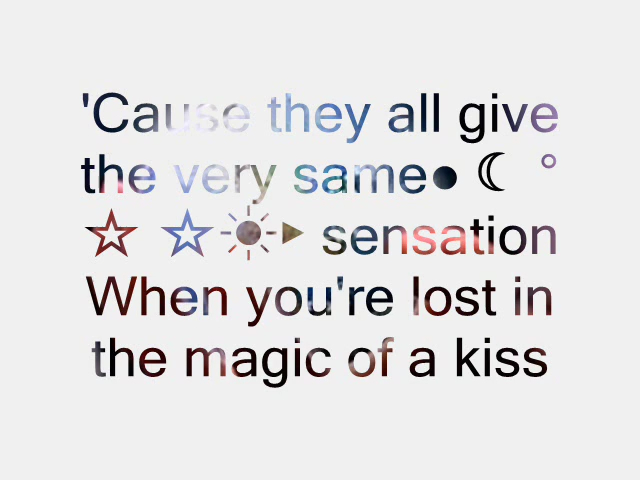 'Cause they all give
the very same● ☾ °
☆ ☆☀▸ sensation
When you're lost in
the magic of a kiss